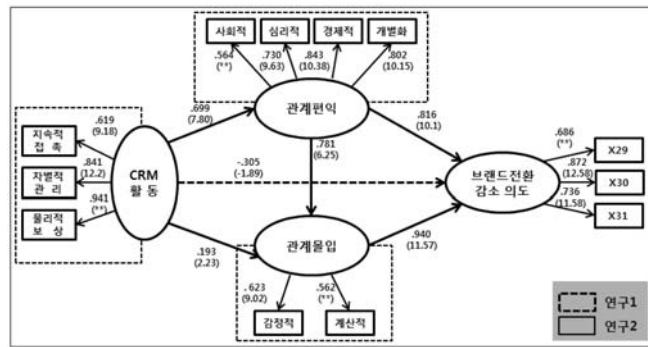 사회적
심리적
경제적
개별화
.564
(**)
.730
(9.63)
.843
(10.38)
.802
(10.15)
관계편익
.619
(9.18)
지속적
접 촉
.841
(12.2)
차별적
관 리
.941
(**)
물리적
보 상
CRM
활 동
.699
(7.80)
.781
(6.25)
.816
(10.1)
-.305
(-1.89)
브랜드전환
감소 의도
.686
(**)
X29
.872
(12.58)
X30
.736
(11.58)
X31
.193
(2.23)
관계몰입
.940
(11.57)
.623
(9.02)
.562
(**)
감정적
계산적
연구1
연구2